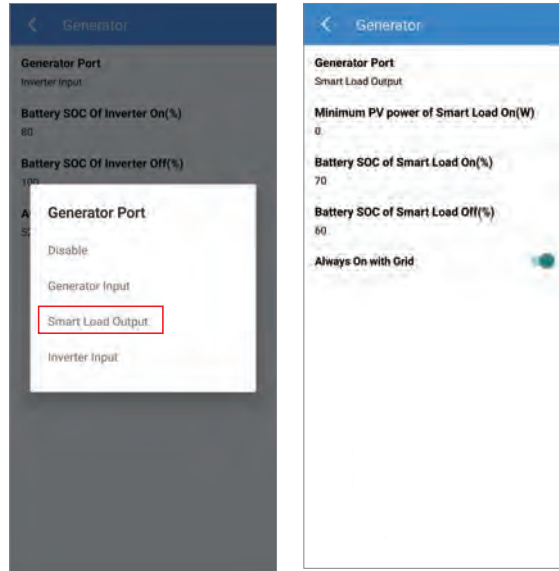 Generator
Generator Port
Inverter Input
Battery SOC Of Inverter On(%)
80
Battery SOC Of Inverter Off(%)
100
A
Generator Port
Disable
Generator Input
Smart Load Output
Inverter Input
Generator
Generator Port
Smart Load Output
Minimum PV power of Smart Load On(W)
0
Battery SOC of Smart Load On(%)
70
Battery SOC of Smart Load Off(%)
60
Always On with Grid